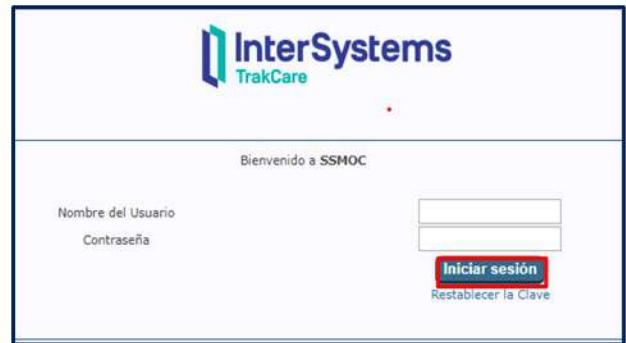 InterSystems
TrakCare
Bienvenido a SSMOC
Nombre del Usuario
Contraseña
Iniciar sesión
Restablecer la Clave